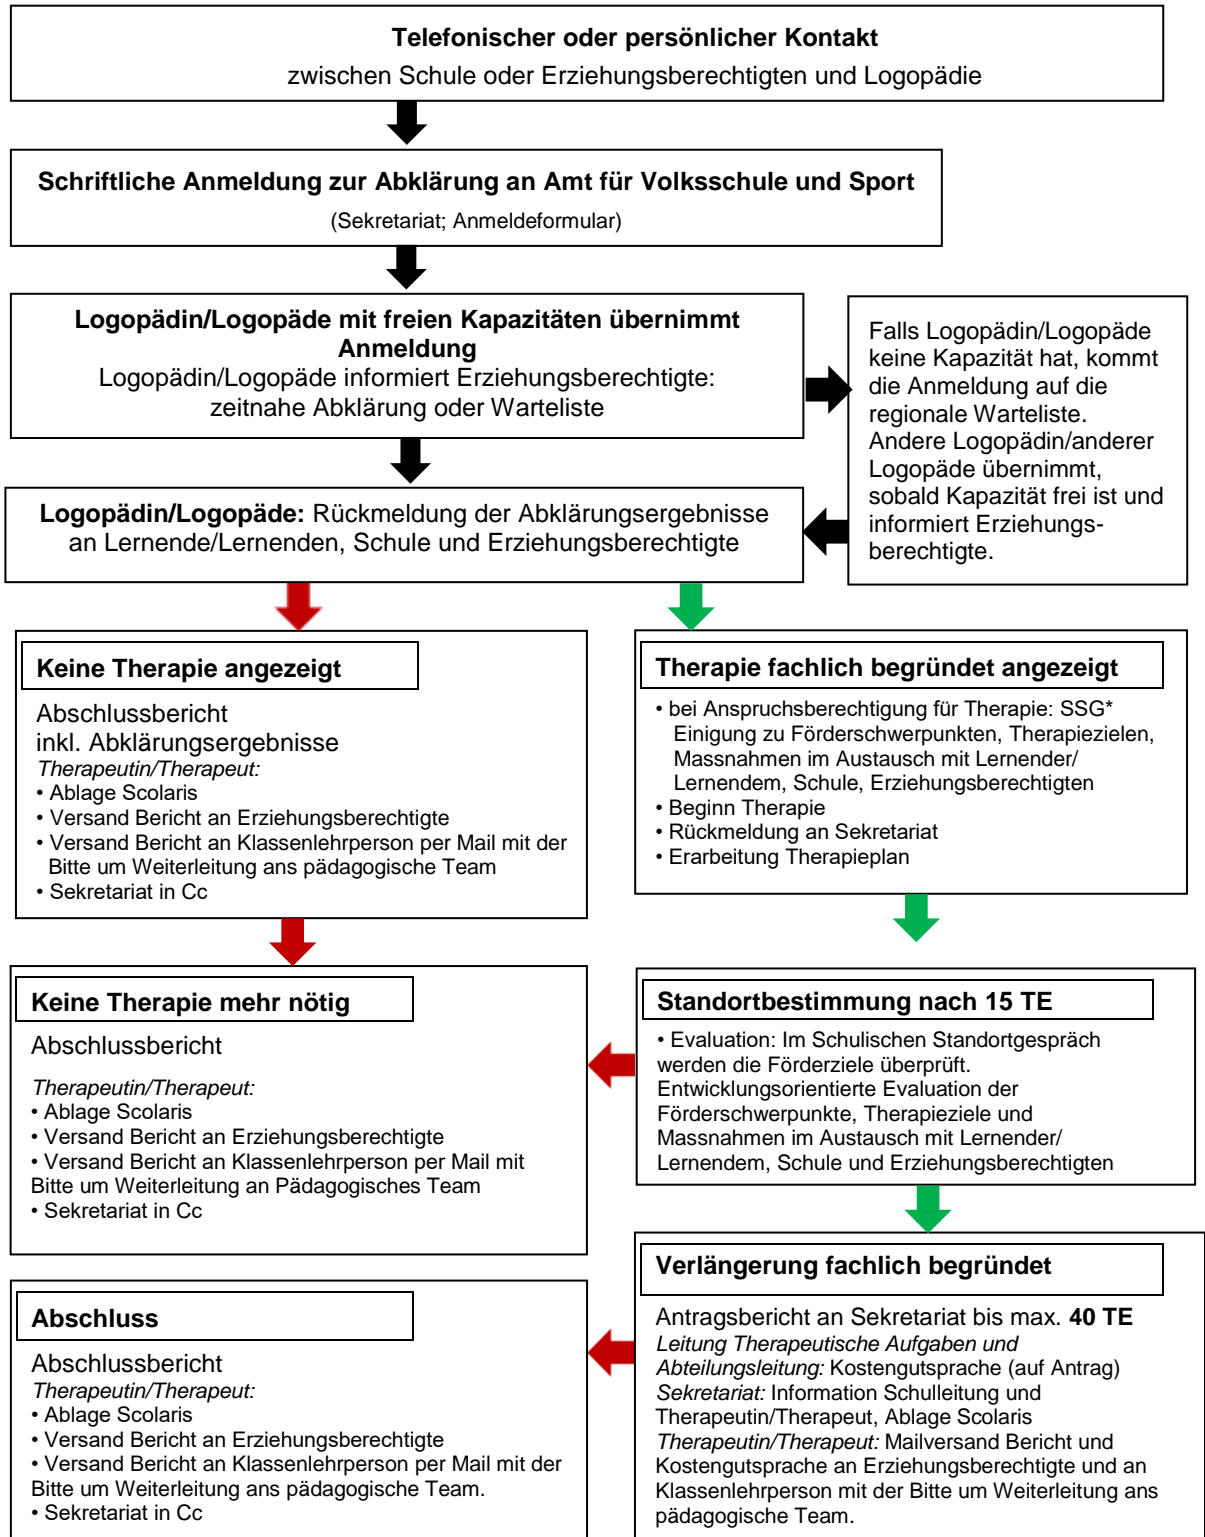 Telefonischer oder persönlicher Kontakt
zwischen Schule oder Erziehungsberechtigten und Logopädie
Schriftliche Anmeldung zur Abklärung an Amt für Volksschule und Sport
(Sekretariat; Anmeldeformular)
Logopädin/Logopäde mit freien Kapazitäten übernimmt
Anmeldung
Logopädin/Logopäde informiert Erziehungsberechtigte:
zeitnahe Abklärung oder Warteliste
Falls Logopädin/Logopäde
keine Kapazität hat, kommt
die Anmeldung auf die
regionale Warteliste.
Andere Logopädin/anderer
Logopäde übernimmt,
sobald Kapazität frei ist und
informiert Erziehungs-
berechtigte.
Logopädin/Logopäde: Rückmeldung der Abklärungsergebnisse
an Lernende/Lernenden, Schule und Erziehungsberechtigte
Keine Therapie angezeigt
Abschlussbericht
inkl. Abklärungsergebnisse
Therapeutin/Therapeut:
• Ablage Scolaris
• Versand Bericht an Erziehungsberechtigte
• Versand Bericht an Klassenlehrperson per Mail mit der
Bitte um Weiterleitung ans pädagogische Team
• Sekretariat in Cc
Therapie fachlich begründet angezeigt
• bei Anspruchsberechtigung für Therapie: SSG*
Einigung zu Förderschwerpunkten, Therapiezielen,
Massnahmen im Austausch mit Lernender/
Lernendem, Schule, Erziehungsberechtigten
• Beginn Therapie
• Rückmeldung an Sekretariat
• Erarbeitung Therapieplan
Keine Therapie mehr nötig
Abschlussbericht
Therapeutin/Therapeut:
• Ablage Scolaris
• Versand Bericht an Erziehungsberechtigte
• Versand Bericht an Klassenlehrperson per Mail mit
Bitte um Weiterleitung an Pädagogisches Team
• Sekretariat in Cc
Standortbestimmung nach 15 TE
• Evaluation: Im Schulischen Standortgespräch
werden die Förderziele überprüft.
Entwicklungsorientierte Evaluation der
Förderschwerpunkte, Therapieziele und
Massnahmen im Austausch mit Lernender/
Lernendem, Schule und Erziehungsberechtigten
Abschluss
Abschlussbericht
Therapeutin/Therapeut:
• Ablage Scolaris
• Versand Bericht an Erziehungsberechtigte
• Versand Bericht an Klassenlehrperson per Mail mit der
Bitte um Weiterleitung ans pädagogische Team.
• Sekretariat in Cc
Verlängerung fachlich begründet
Antragsbericht an Sekretariat bis max. 40 TE
Leitung Therapeutische Aufgaben und
Abteilungsleitung: Kostengutsprache (auf Antrag)
Sekretariat: Information Schulleitung und
Therapeutin/Therapeut, Ablage Scolaris
Therapeutin/Therapeut: Mailversand Bericht und
Kostengutsprache an Erziehungsberechtigte und an
Klassenlehrperson mit der Bitte um Weiterleitung ans
pädagogische Team.